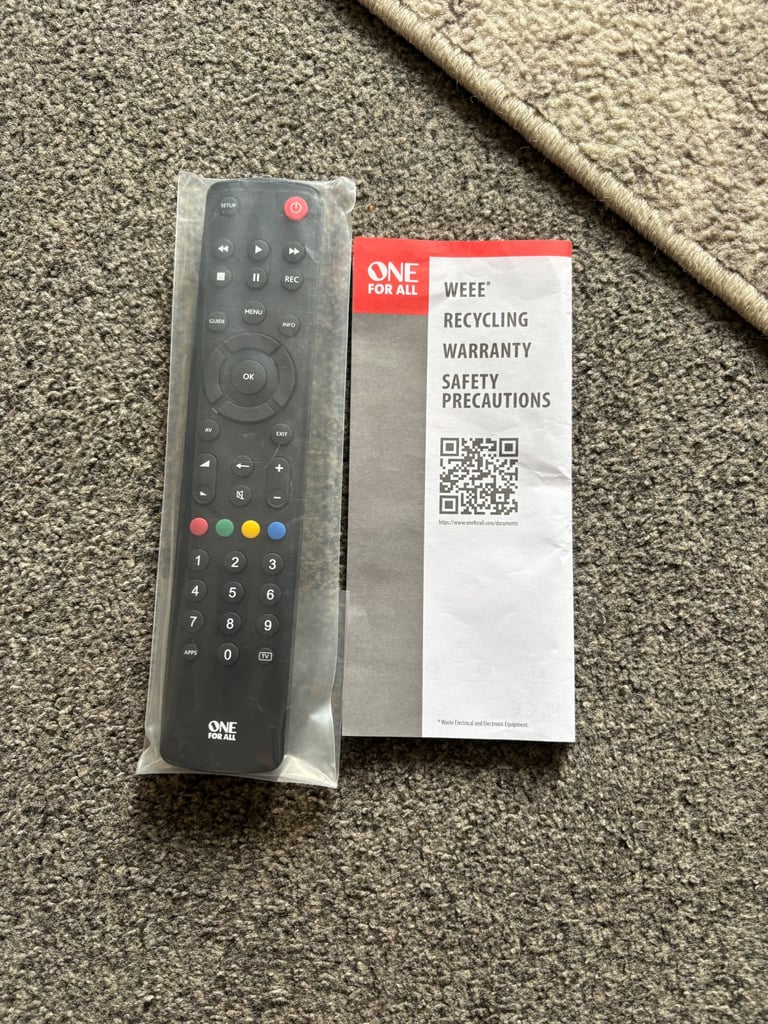 SETUP
REC
MENU
GUIDE
INFO
OK
AV
EXIT
+
−
1 2 3
4 5 6
7 8 9
APPS 0 TV
ONE
FOR ALL
ONE
FOR ALL
WEEE*
RECYCLING
WARRANTY
SAFETY
PRECAUTIONS
https://www.oneforall.com/documents
* Waste Electrical and Electronic Equipment.